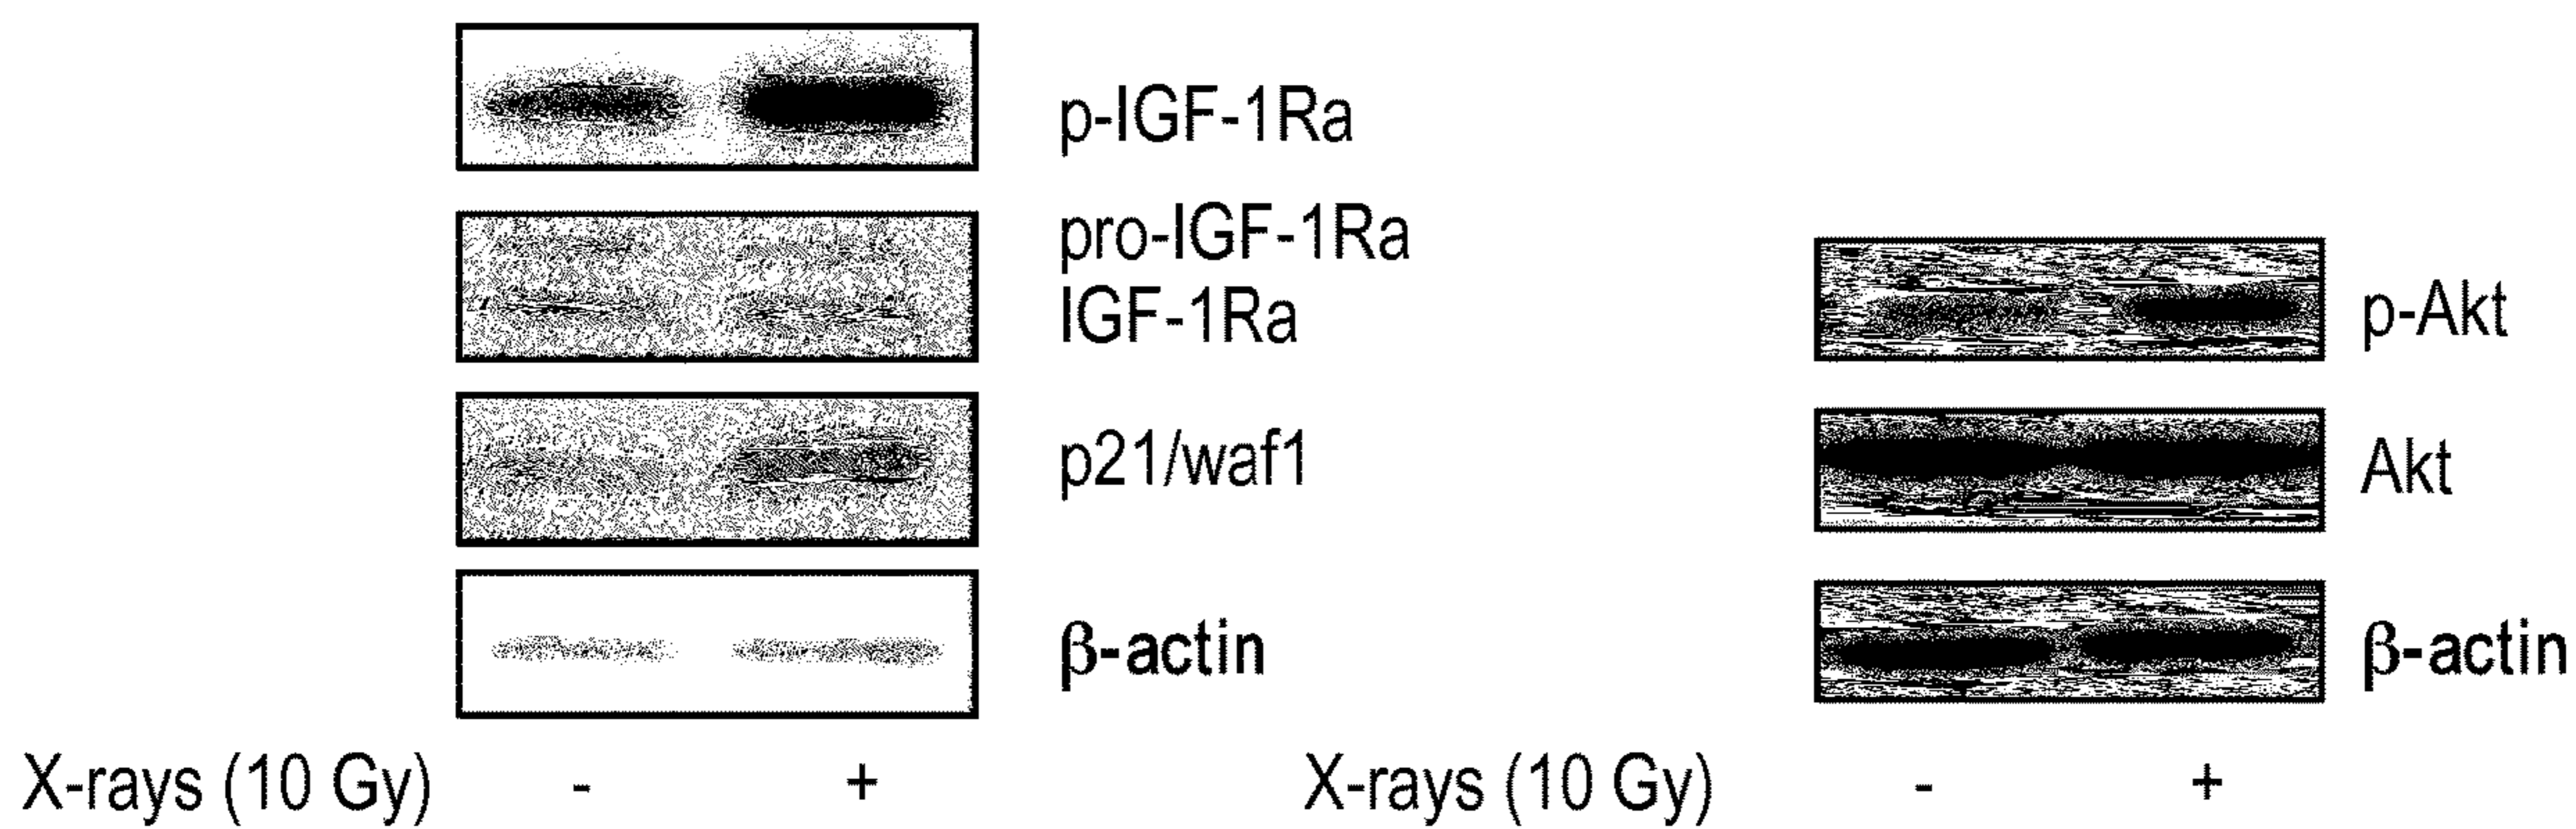 p-IGF-1Ra
pro-IGF-1Ra
IGF-1Ra
p21/waf1
β-actin
X-rays (10 Gy) - +
p-Akt
Akt
β-actin
X-rays (10 Gy) - +